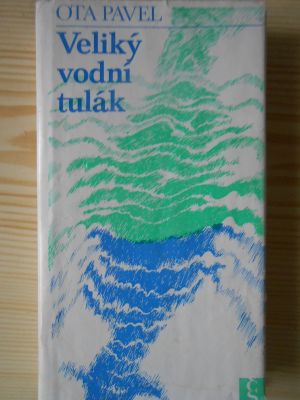 OTA PAVEL
Veliký
vodní
tulák